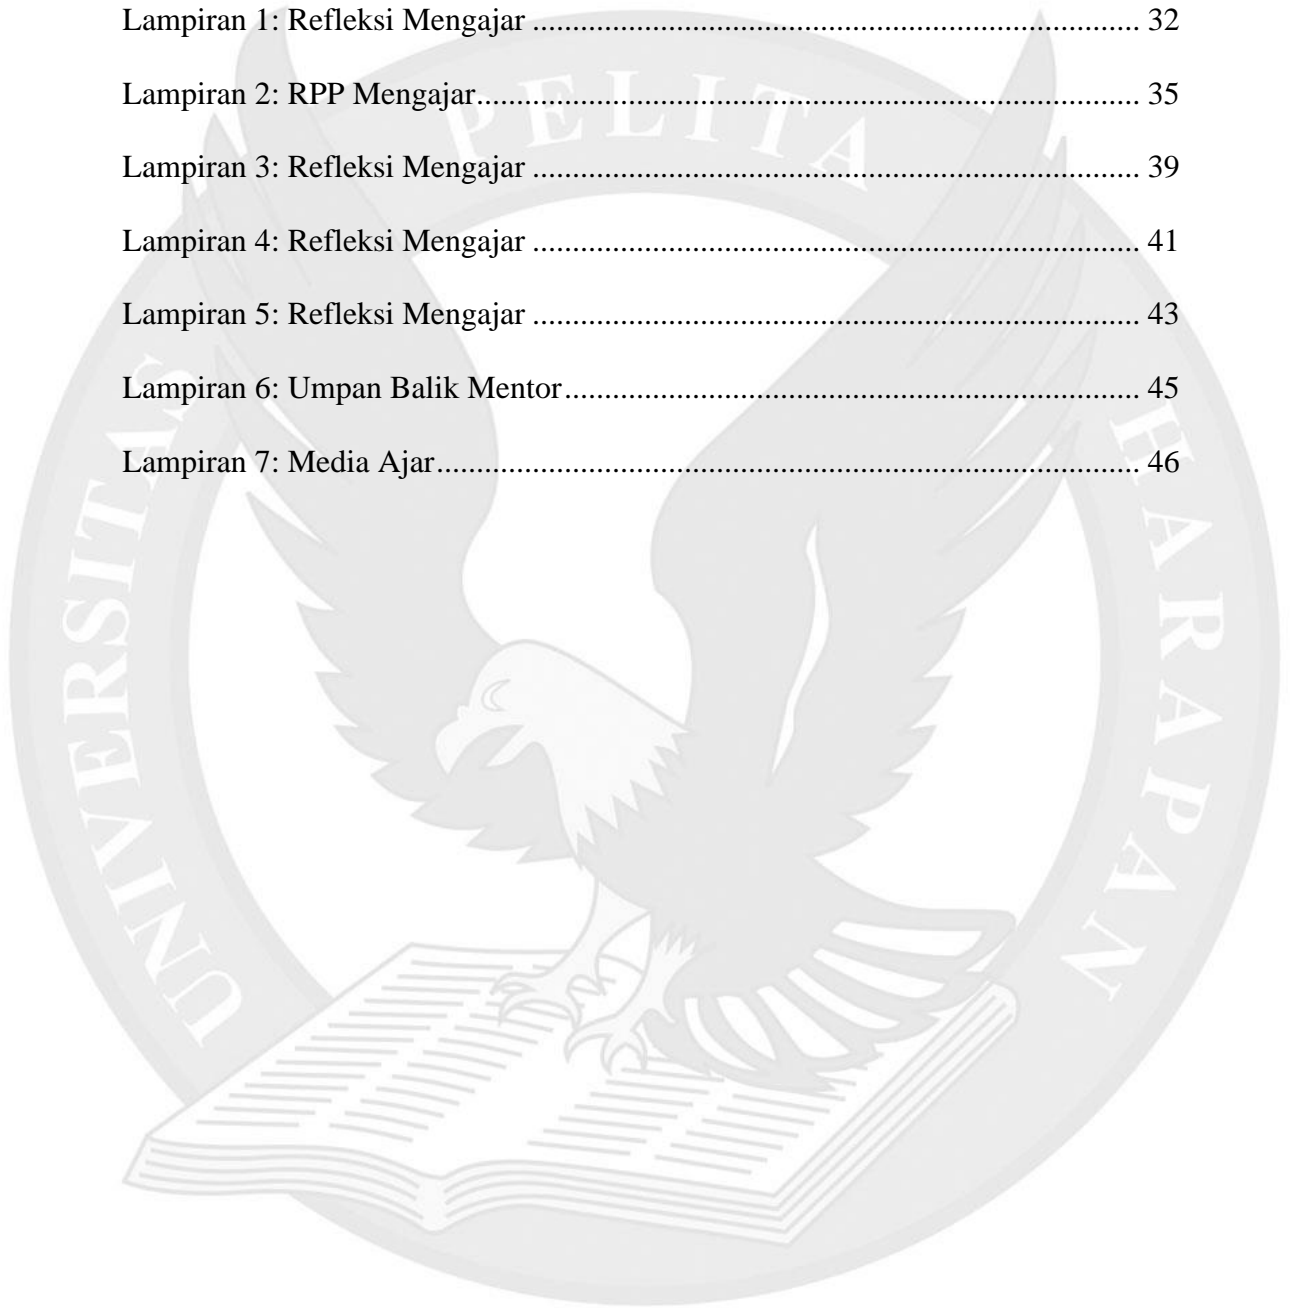 Lampiran 1: Refleksi Mengajar ........................................................................... 32
Lampiran 2: RPP Mengajar.................................................................................. 35
Lampiran 3: Refleksi Mengajar ........................................................................... 39
Lampiran 4: Refleksi Mengajar ........................................................................... 41
Lampiran 5: Refleksi Mengajar ........................................................................... 43
Lampiran 6: Umpan Balik Mentor....................................................................... 45
Lampiran 7: Media Ajar....................................................................................... 46
UNIVERSITAS PELITA HARAPAN